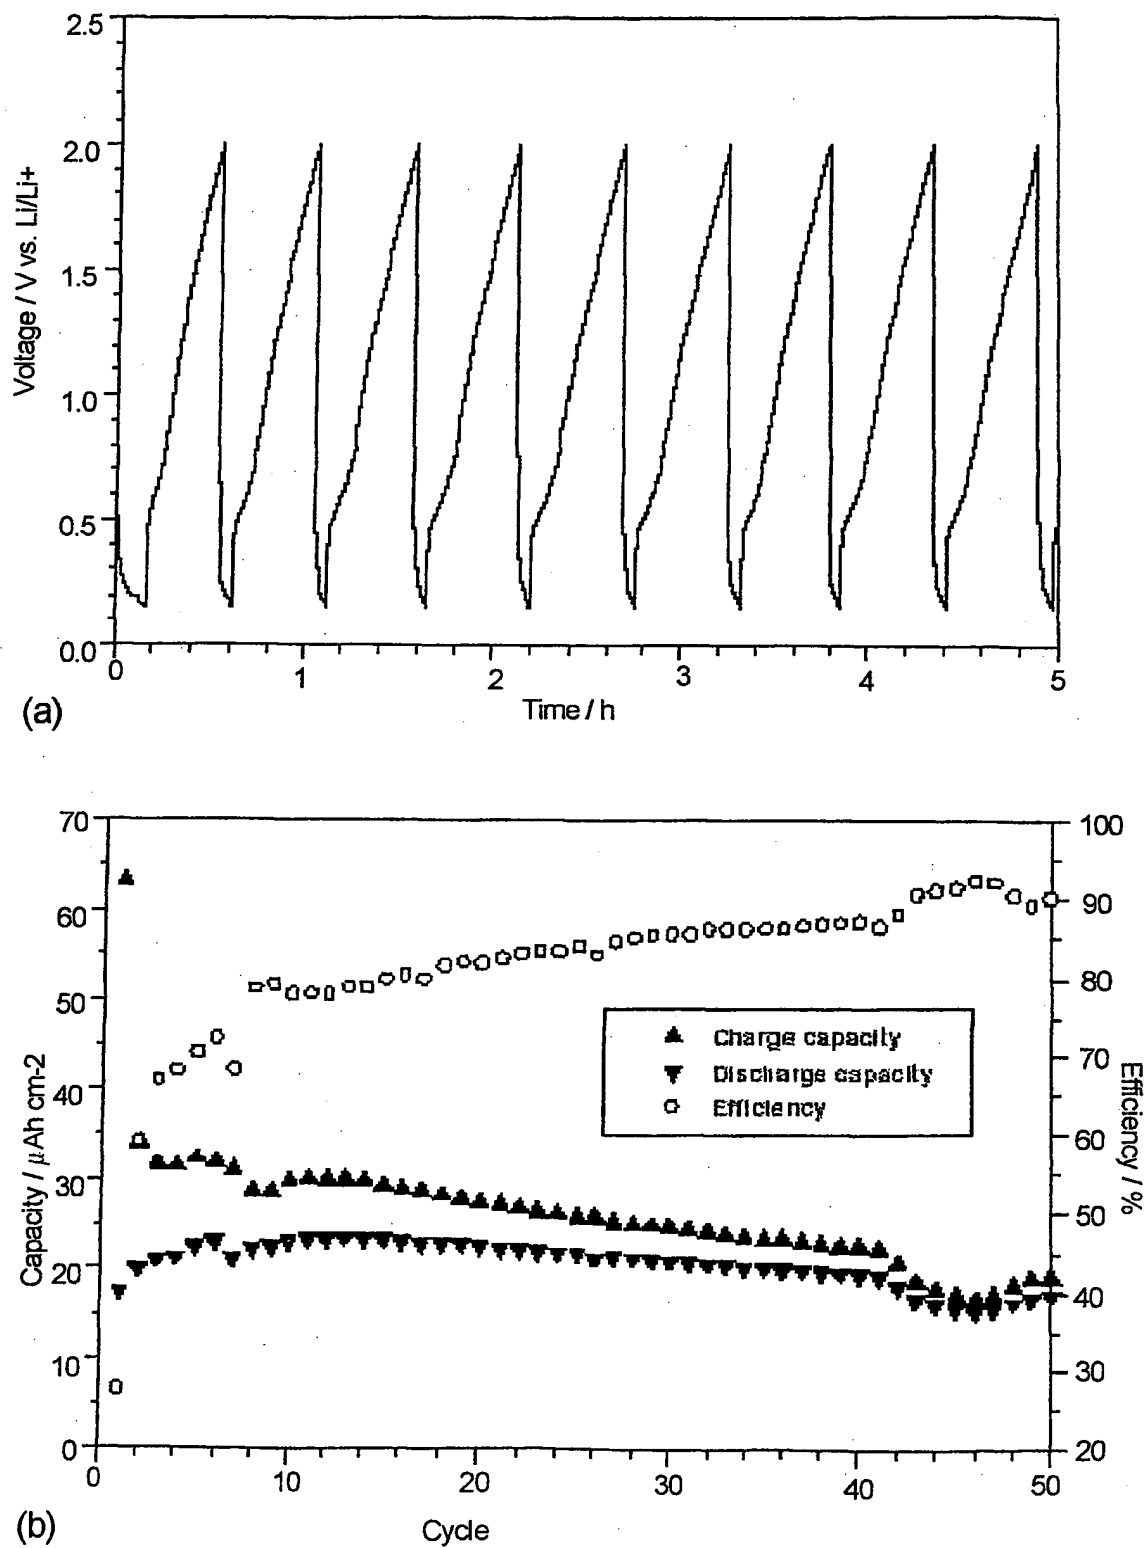 2.5
2.0
1.5
1.0
0.5
0.0
Voltage / V vs. Li/Li+
0 1 2 3 4 5
Time / h
(a)
70
60
50
40
30
20
10
0
Capacity / µAh cm-2
100
90
80
70
60
50
40
30
20
Efficiency / %
Charge capacity
Discharge capacity
Efficiency
0 10 20 30 40 50
Cycle
(b)